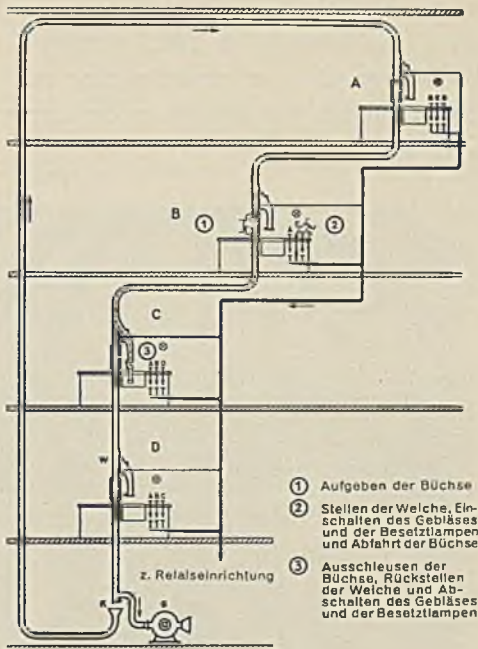 A
B
①
②
C
③
D
w
z. Relaiseinrichtung
K
① Aufgeben der Büchse
② Stellen der Weiche, Ein-
schalten des Gebläses
und der Besetztlampen
und Abfahrt der Büchse
③ Ausschleusen der
Büchse, Rückstellen
der Weiche und Ab-
schalten des Gebläses
und der Besetztlampen